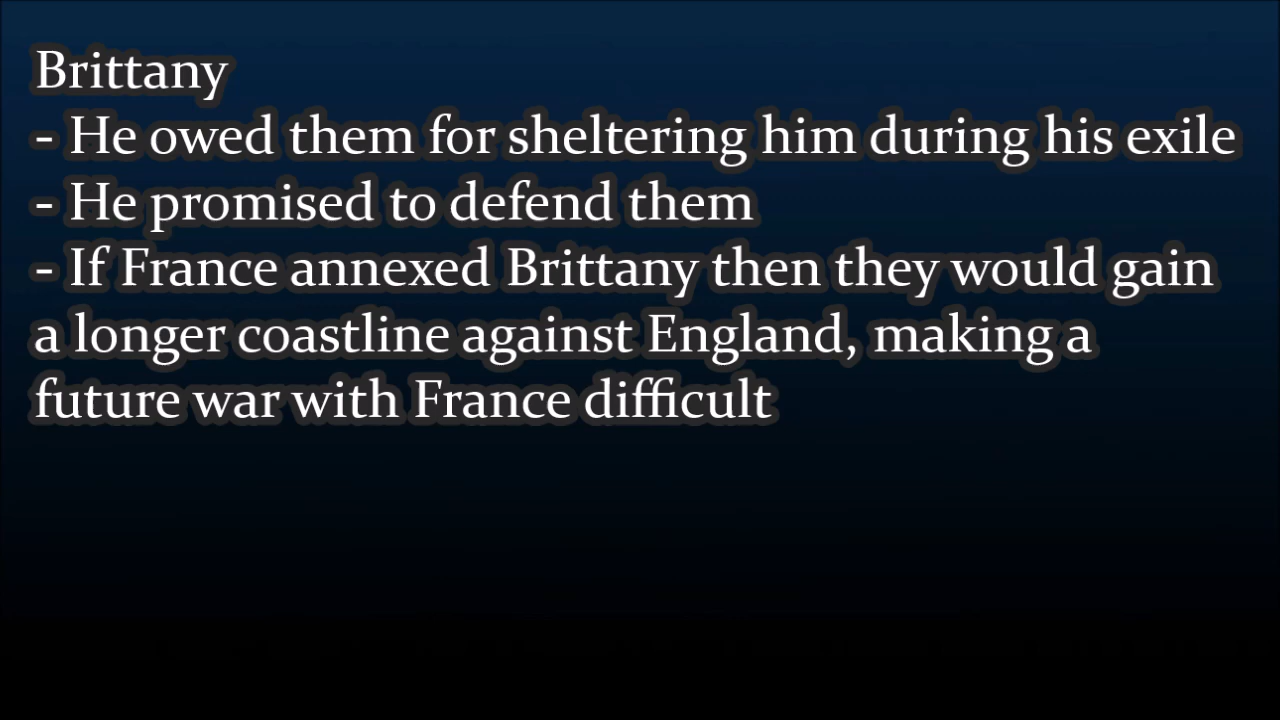 Brittany
- He owed them for sheltering him during his exile
- He promised to defend them
- If France annexed Brittany then they would gain
a longer coastline against England, making a
future war with France difficult